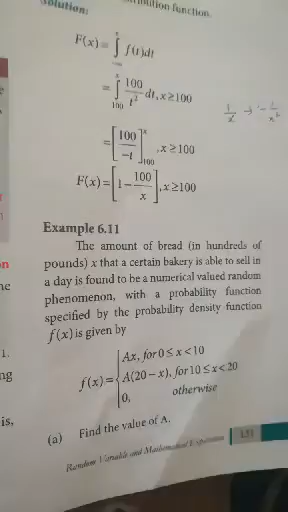 Solution:
function.
F(x) = ∫_{-∞}^{x} f(t)dt
= ∫_{100}^{x} 100/t² dt, x ≥ 100
1/x → -1/x²
= [100/-t]_{100}^{x}, x ≥ 100
F(x) = [1 - 100/x], x ≥ 100
Example 6.11
The amount of bread (in hundreds of
pounds) x that a certain bakery is able to sell in
a day is found to be a numerical valued random
phenomenon, with a probability function
specified by the probability density function
f(x) is given by
f(x) = { Ax, for 0 ≤ x < 10
A(20 − x), for 10 ≤ x < 20
0, otherwise
(a) Find the value of A.
Random Variable and Mathematical Expectation